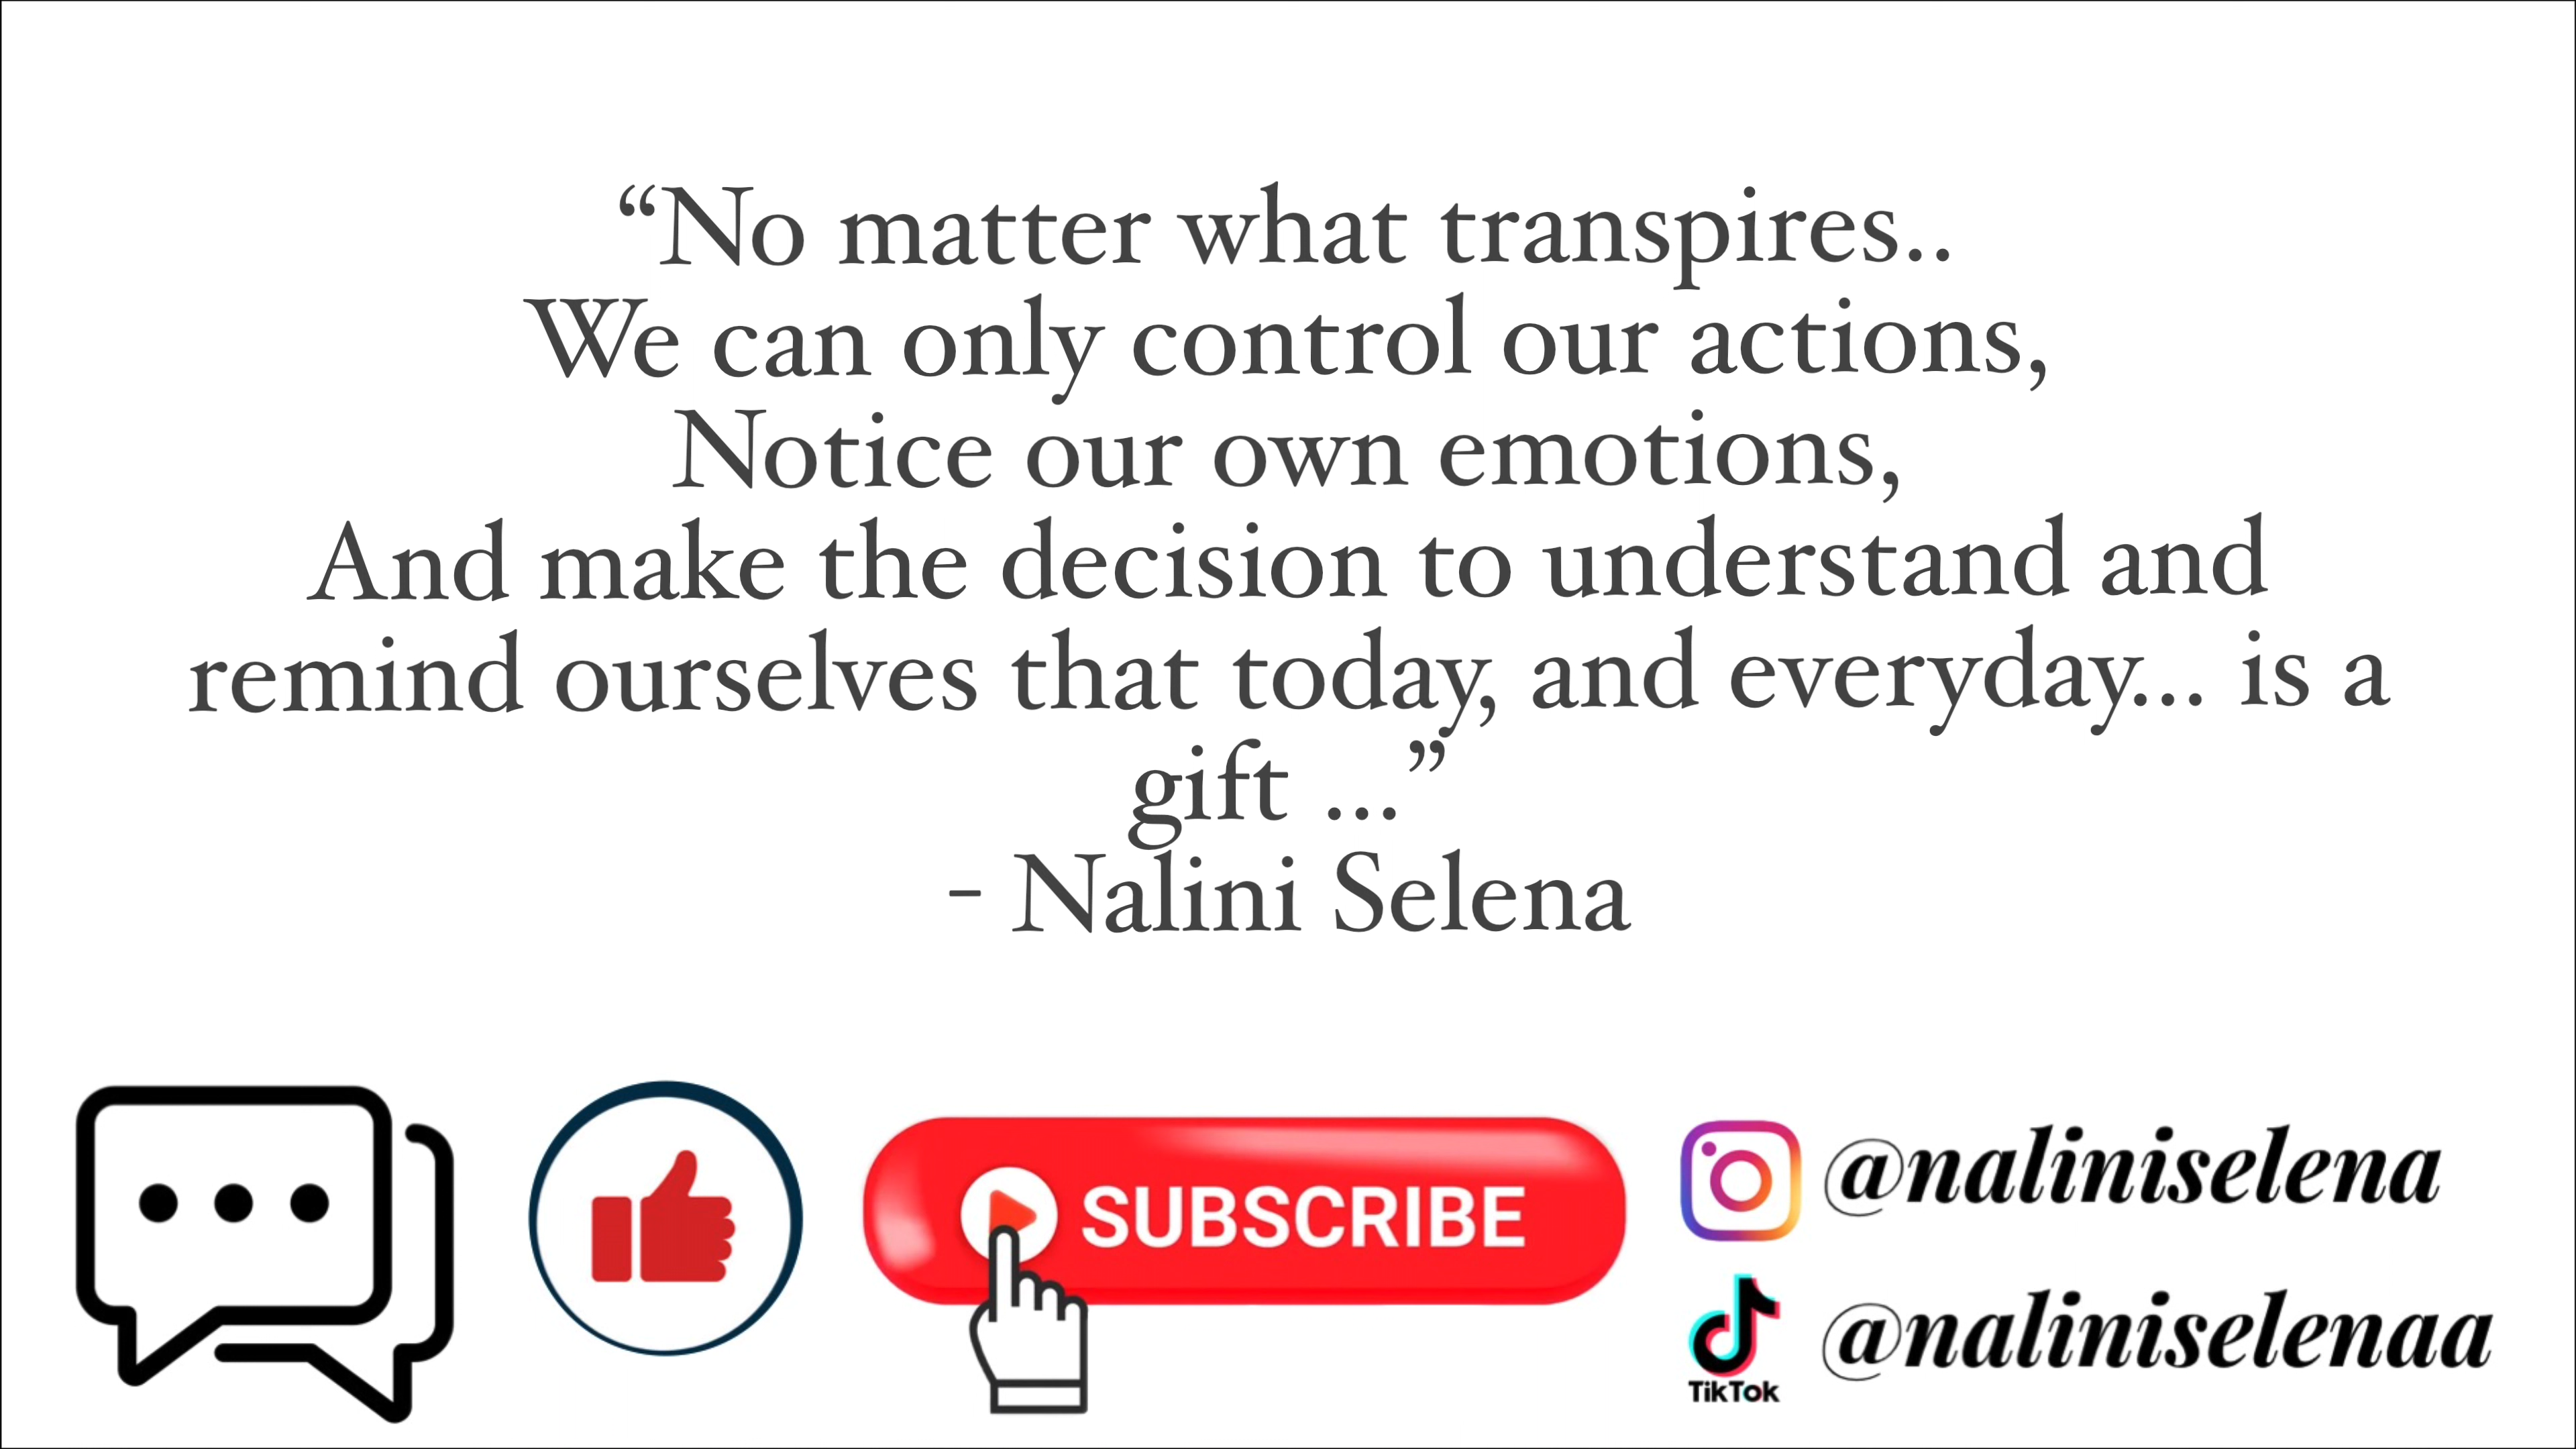 “No matter what transpires..
We can only control our actions,
Notice our own emotions,
And make the decision to understand and
remind ourselves that today, and everyday... is a
gift ...”
- Nalini Selena
SUBSCRIBE
@naliniselena
@naliniselenaa
TikTok